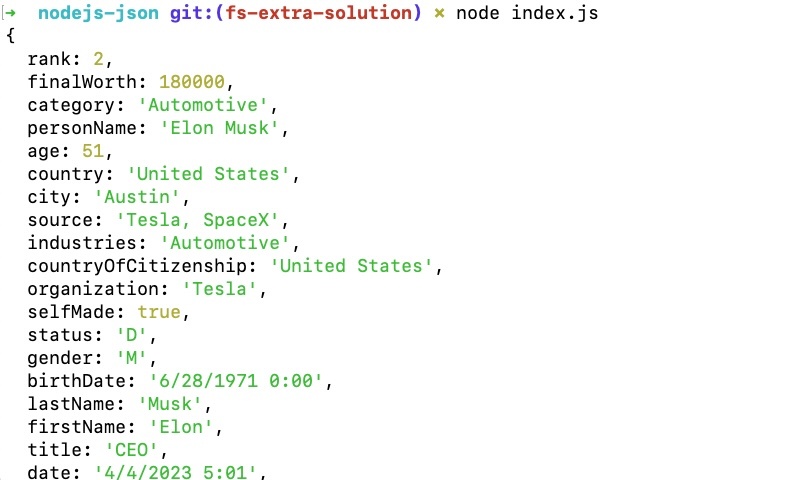 [➜  nodejs-json git:(fs-extra-solution) ✗ node index.js
{
  rank: 2,
  finalWorth: 180000,
  category: 'Automotive',
  personName: 'Elon Musk',
  age: 51,
  country: 'United States',
  city: 'Austin',
  source: 'Tesla, SpaceX',
  industries: 'Automotive',
  countryOfCitizenship: 'United States',
  organization: 'Tesla',
  selfMade: true,
  status: 'D',
  gender: 'M',
  birthDate: '6/28/1971 0:00',
  lastName: 'Musk',
  firstName: 'Elon',
  title: 'CEO',
  date: '4/4/2023 5:01',